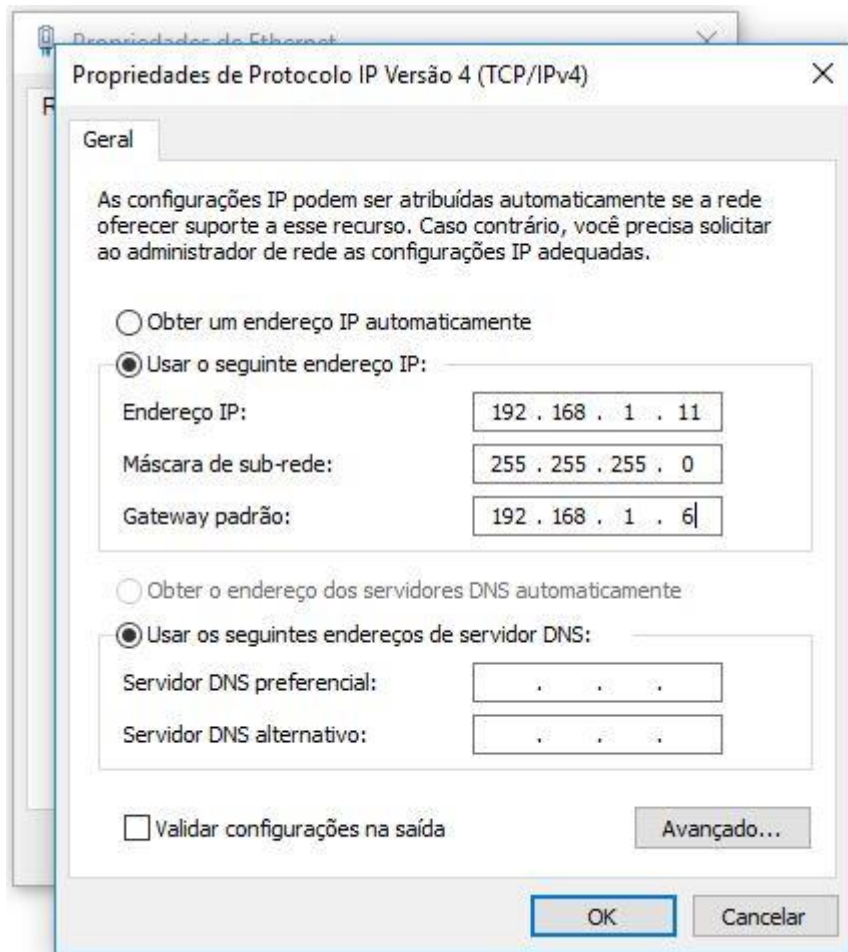 Propriedades de Ethernet
Propriedades de Protocolo IP Versão 4 (TCP/IPv4)
Geral
As configurações IP podem ser atribuídas automaticamente se a rede
oferecer suporte a esse recurso. Caso contrário, você precisa solicitar
ao administrador de rede as configurações IP adequadas.
Obter um endereço IP automaticamente
Usar o seguinte endereço IP:
Endereço IP: 192 . 168 . 1 . 11
Máscara de sub-rede: 255 . 255 . 255 . 0
Gateway padrão: 192 . 168 . 1 . 6
Obter o endereço dos servidores DNS automaticamente
Usar os seguintes endereços de servidor DNS:
Servidor DNS preferencial: . . .
Servidor DNS alternativo: . . .
Validar configurações na saída Avançado...
OK Cancelar